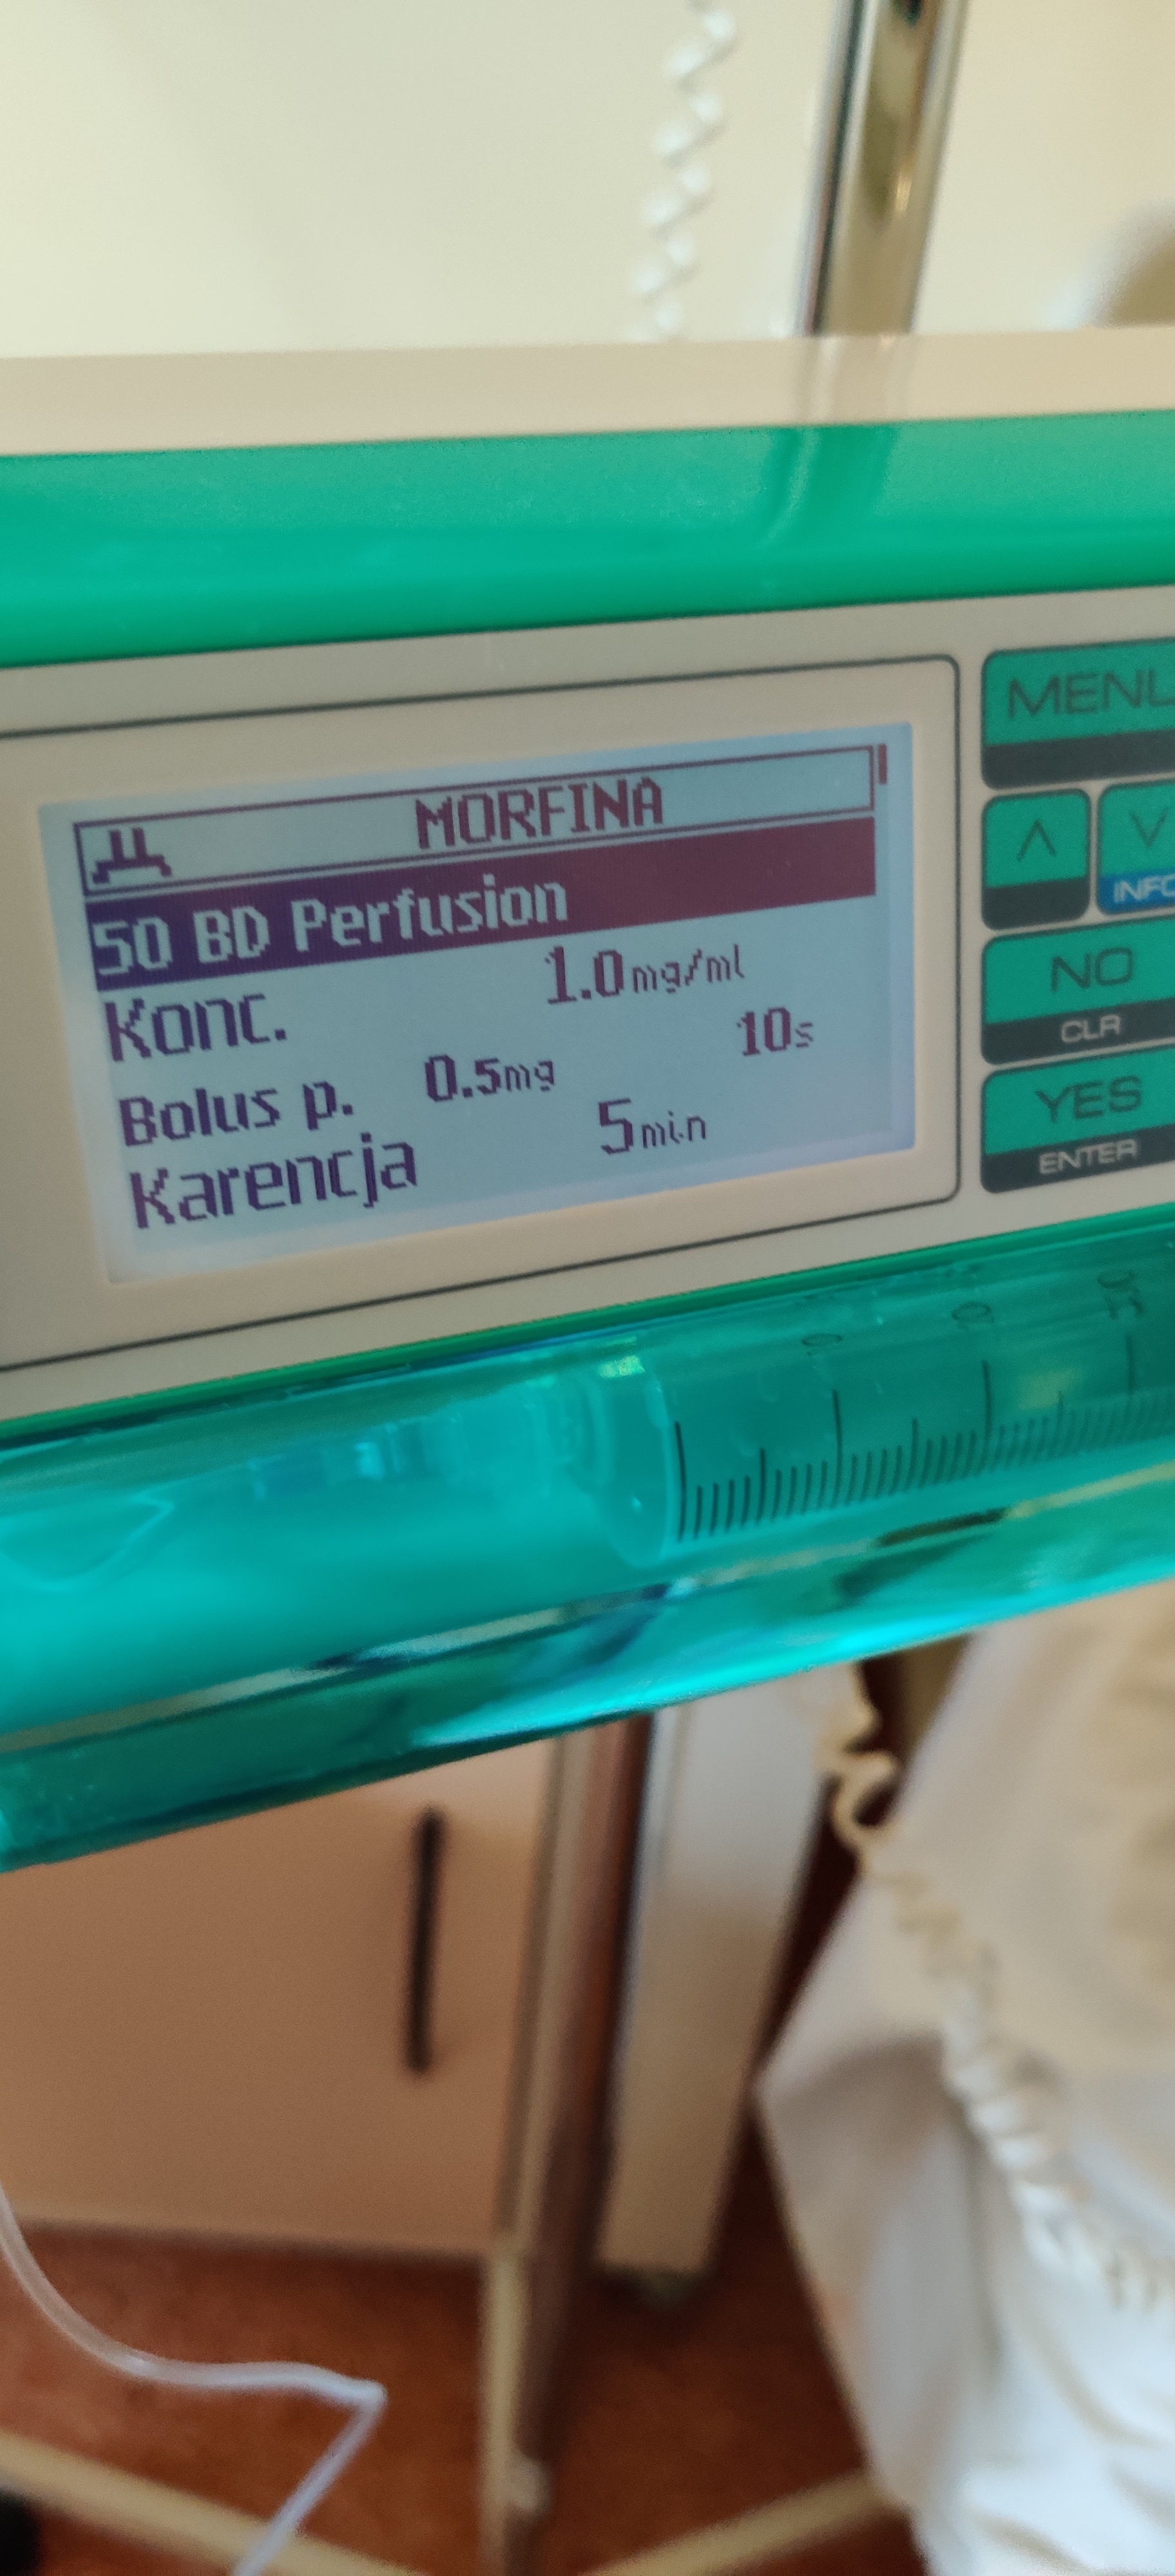 MORFINA
50 BD Perfusion
Konc. 1.0mg/ml
Bolus p. 0.5mg 10s
Karencja 5min
MENU
INFO
NO
CLR
YES
ENTER